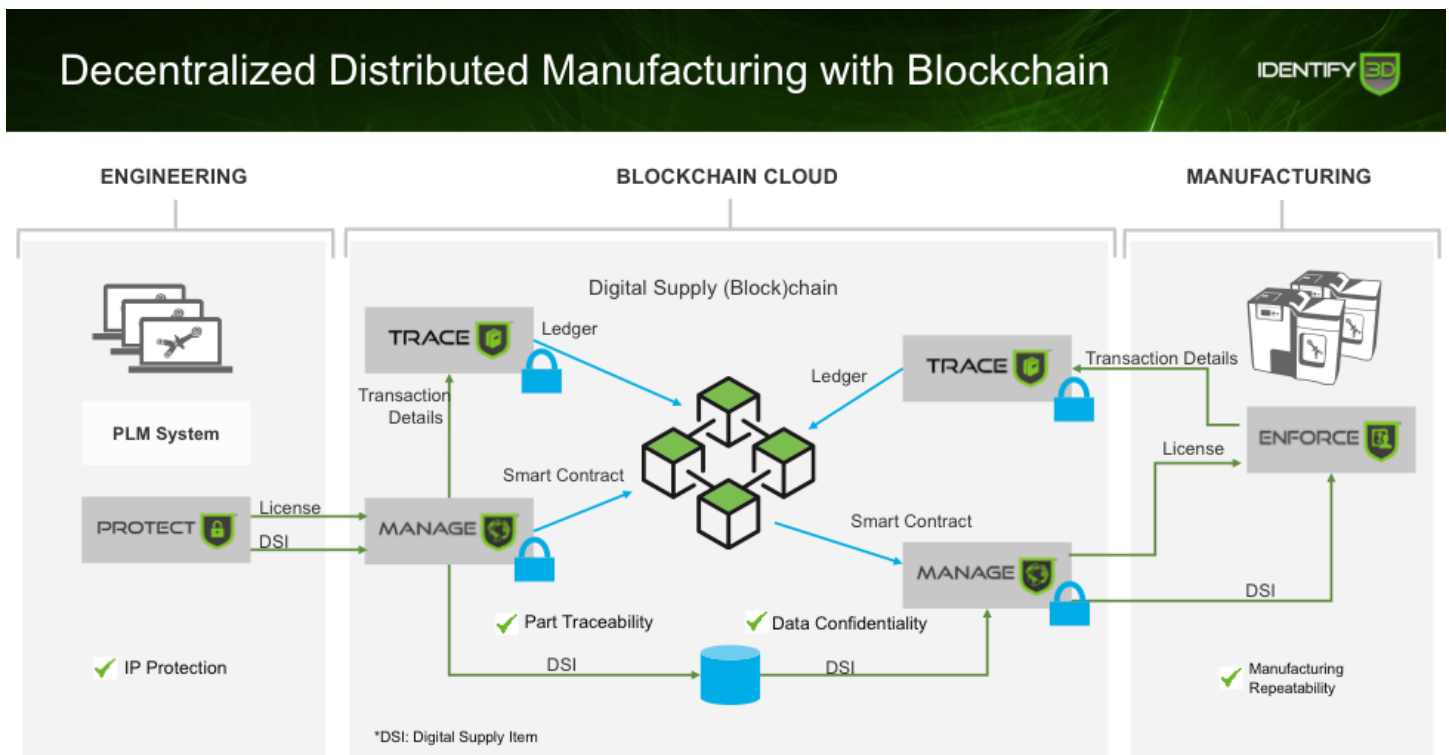 Decentralized Distributed Manufacturing with Blockchain
IDENTIFY 3D
ENGINEERING
BLOCKCHAIN CLOUD
MANUFACTURING
Digital Supply (Block)chain
TRACE
Ledger
Transaction
Details
Ledger
TRACE
Transaction Details
PLM System
ENFORCE
License
Smart Contract
PROTECT
License
DSI
MANAGE
Smart Contract
MANAGE
DSI
Part Traceability
Data Confidentiality
IP Protection
DSI
DSI
Manufacturing
Repeatability
*DSI: Digital Supply Item